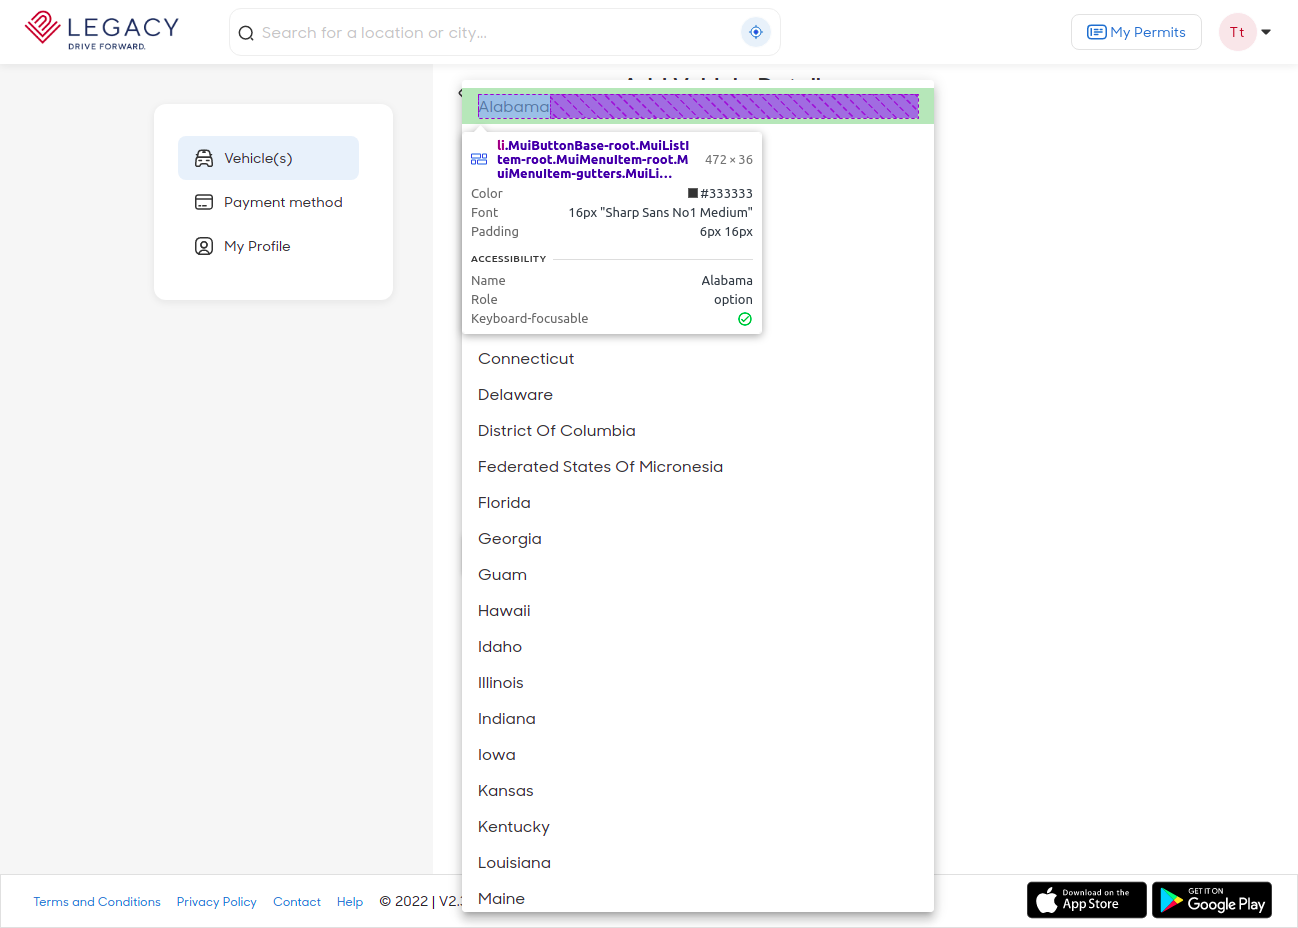 LEGACY
DRIVE FORWARD.
Search for a location or city...
My Permits
Tt
Vehicle(s)
Payment method
My Profile
Alabama
li.MuiButtonBase-root.MuiListI
tem-root.MuiMenuItem-root.M
uiMenuItem-gutters.MuiLi...
472 × 36
Color #333333
Font 16px "Sharp Sans No1 Medium"
Padding 6px 16px
ACCESSIBILITY
Name Alabama
Role option
Keyboard-focusable
Connecticut
Delaware
District Of Columbia
Federated States Of Micronesia
Florida
Georgia
Guam
Hawaii
Idaho
Illinois
Indiana
Iowa
Kansas
Kentucky
Louisiana
Maine
Terms and Conditions Privacy Policy Contact Help © 2022 | V2.
Download on the
App Store
GET IT ON
Google Play